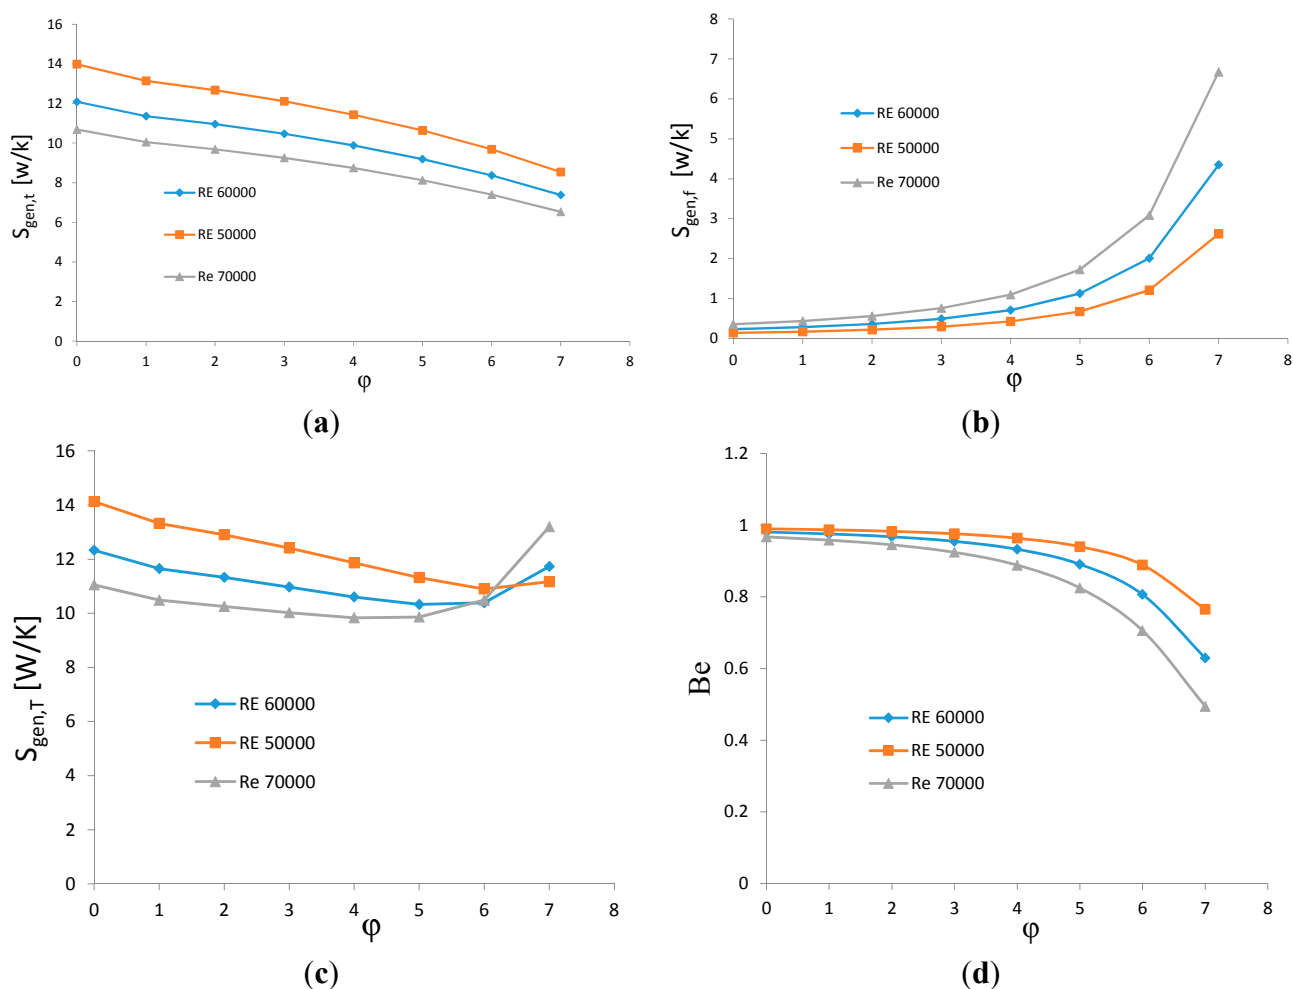 16
14
12
10
8
6
4
2
0
S_gen,t [w/k]
0 1 2 3 4 5 6 7 8
φ
RE 60000
RE 50000
Re 70000
(a)
8
7
6
5
4
3
2
1
0
S_gen,f [w/k]
0 1 2 3 4 5 6 7 8
φ
RE 60000
RE 50000
Re 70000
(b)
16
14
12
10
8
6
4
2
0
S_gen,T [W/K]
0 1 2 3 4 5 6 7 8
φ
RE 60000
RE 50000
Re 70000
(c)
1.2
1
0.8
0.6
0.4
0.2
0
Be
0 1 2 3 4 5 6 7 8
φ
RE 60000
RE 50000
Re 70000
(d)